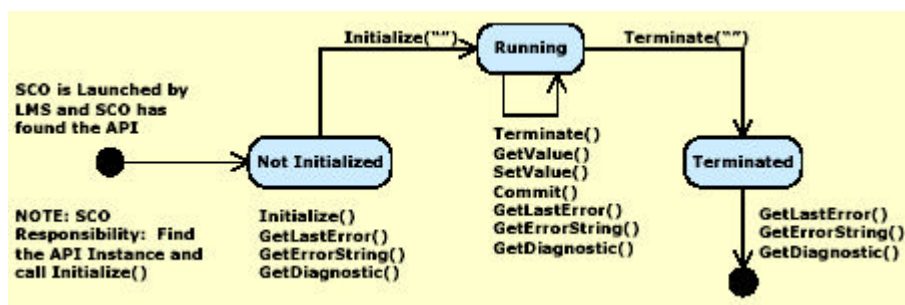 Initialize(“”)
Running
Terminate(“”)
SCO is Launched by
LMS and SCO has
found the API
Not Initialized
Terminate()
GetValue()
SetValue()
Commit()
GetLastError()
GetErrorString()
GetDiagnostic()
Terminated
NOTE: SCO
Responsibility: Find
the API Instance and
call Initialize()
Initialize()
GetLastError()
GetErrorString()
GetDiagnostic()
GetLastError()
GetErrorString()
GetDiagnostic()